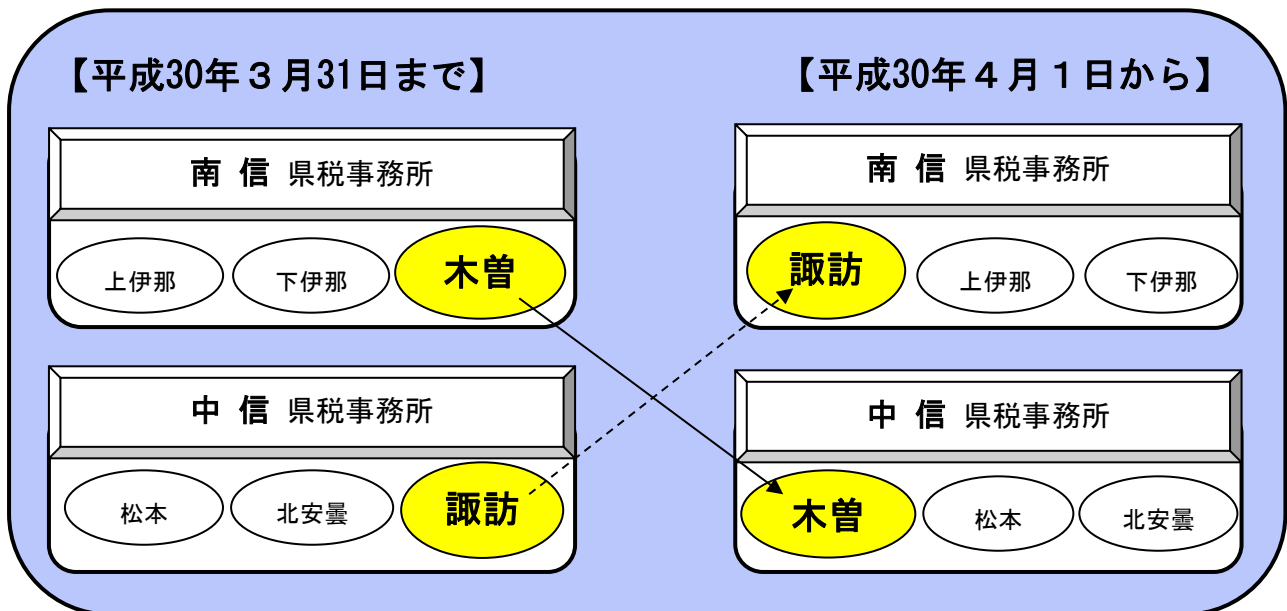 【平成30年３月31日まで】
南 信 県税事務所
上伊那
下伊那
木曽
中 信 県税事務所
松本
北安曇
諏訪
【平成30年４月１日から】
南 信 県税事務所
諏訪
上伊那
下伊那
中 信 県税事務所
木曽
松本
北安曇